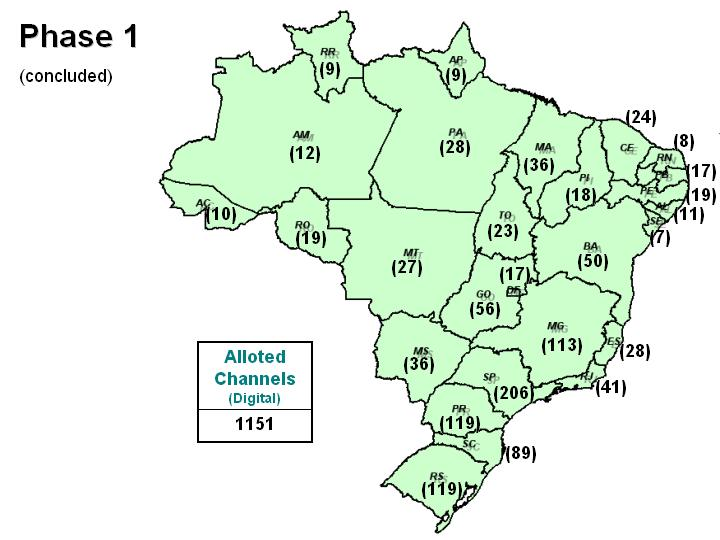 Phase 1
(concluded)
RR
(9)
AP
(9)
(24)
AM
(12)
PA
(28)
MA
(36)
CE
(8)
RN
PB
(17)
PI
(18)
PE
(19)
AL
(11)
SE
(7)
AC
(10)
RO
(19)
TO
(23)
MT
(27)
BA
(50)
(17)
DF
GO
(56)
MG
(113)
ES
(28)
MS
(36)
SP
(206)
RJ
(41)
PR
(119)
SC
(89)
RS
(119)
Alloted
Channels
(Digital)
1151